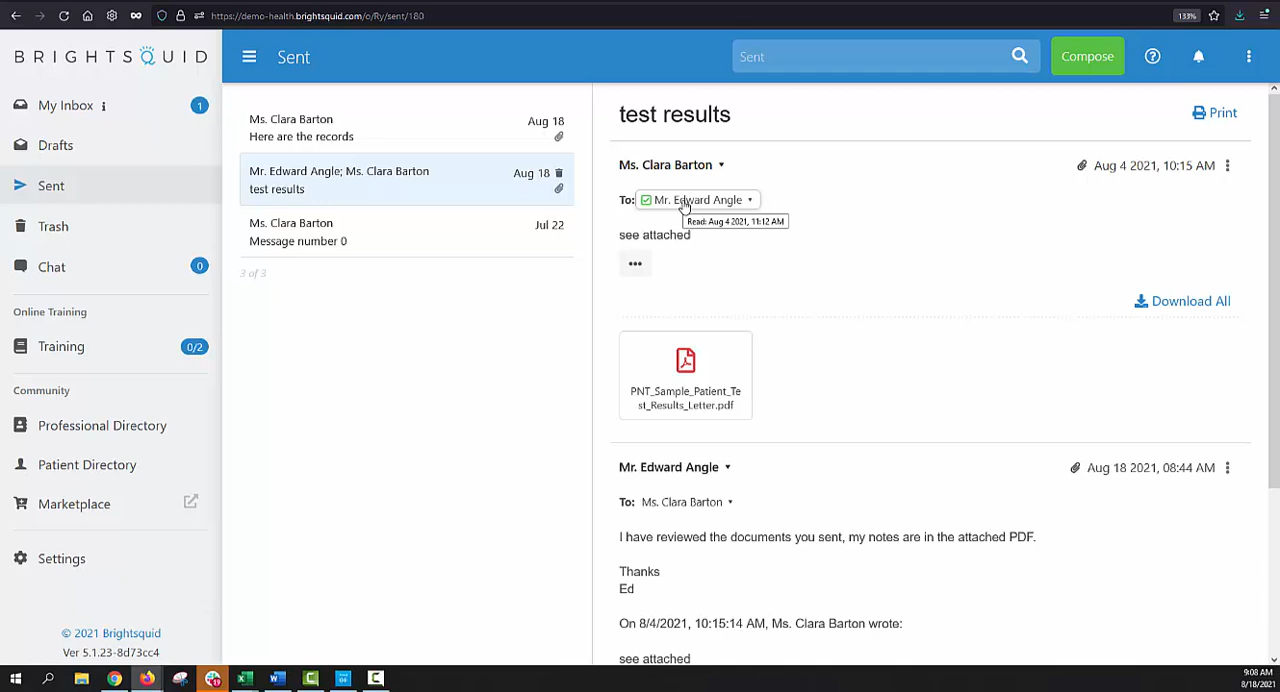 https://demo-health.brightsquid.com/o/Ry/sent/180
133%
BRIGHTSQUID
Sent
Sent
Compose
My Inbox
1
Drafts
Sent
Trash
Chat
0
Online Training
Training
0/2
Community
Professional Directory
Patient Directory
Marketplace
Settings
© 2021 Brightsquid
Ver 5.1.23-8d73cc4
Ms. Clara Barton
Aug 18
Here are the records
Mr. Edward Angle; Ms. Clara Barton
Aug 18
test results
Ms. Clara Barton
Jul 22
Message number 0
3 of 3
test results
Print
Ms. Clara Barton
Aug 4 2021, 10:15 AM
To: Mr. Edward Angle
Read: Aug 4 2021, 11:12 AM
see attached
Download All
PNT_Sample_Patient_Te
st_Results_Letter.pdf
Mr. Edward Angle
Aug 18 2021, 08:44 AM
To: Ms. Clara Barton
I have reviewed the documents you sent, my notes are in the attached PDF.
Thanks
Ed
On 8/4/2021, 10:15:14 AM, Ms. Clara Barton wrote:
see attached
9:08 AM
8/18/2021